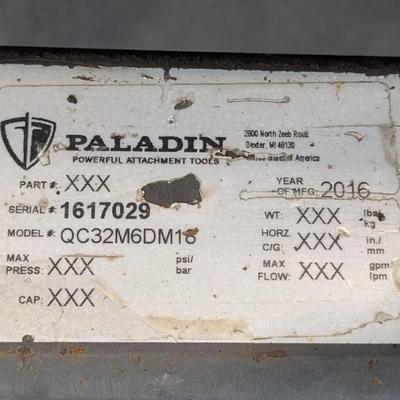 PALADIN
POWERFUL ATTACHMENT TOOLS
2800 North Zeeb Road
Dexter, MI 48130
of America
PART #: XXX
YEAR OF MFG: 2016
SERIAL #: 1617029
MODEL #: QC32M6DM18
WT: XXX lbs/ kg
HORZ. C/G: XXX in./ mm
MAX PRESS: XXX psi/ bar
MAX FLOW: XXX gpm lpm
CAP: XXX